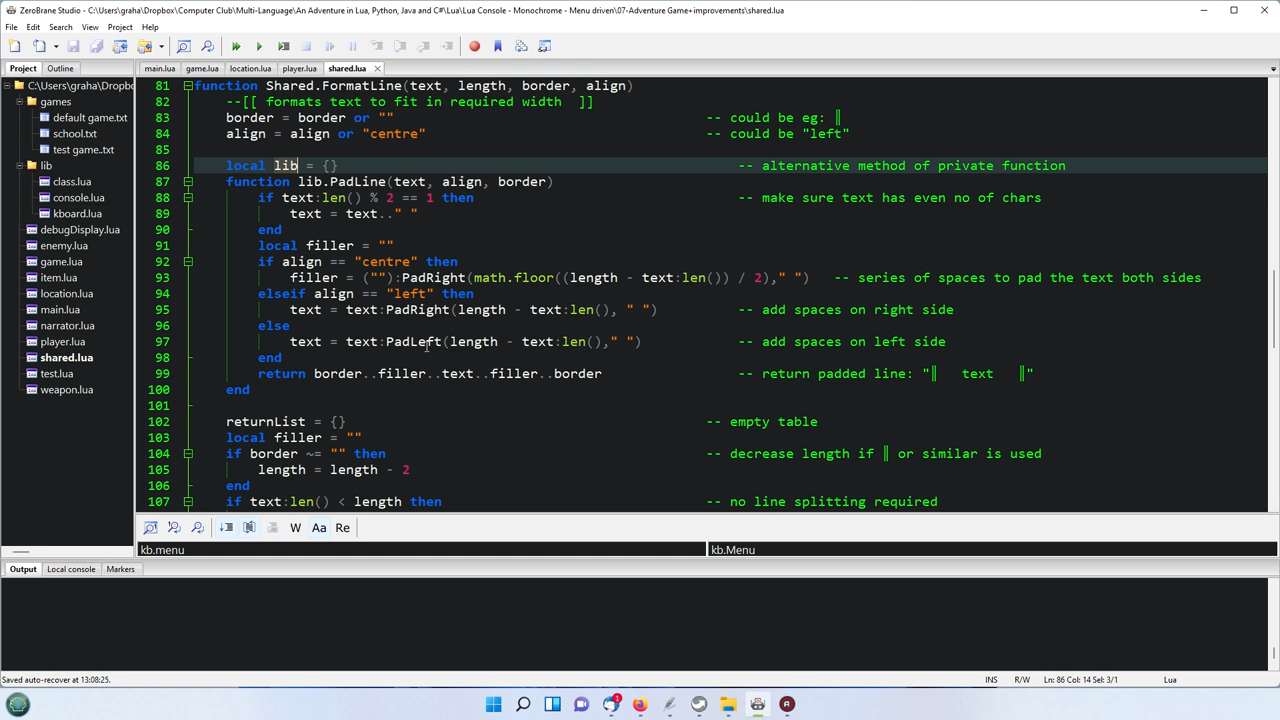 ZeroBrane Studio - C:\Users\graha\Dropbox\Computer Club\Multi-Language\An Adventure in Lua, Python, Java and C#\Lua\Lua Console - Monochrome - Menu driven\07-Adventure Game+improvements\shared.lua
File Edit Search View Project Help
Project Outline
main.lua game.lua location.lua player.lua shared.lua
C:\Users\graha\Dropbo
games
default game.txt
school.txt
test game..txt
lib
class.lua
console.lua
kboard.lua
debugDisplay.lua
enemy.lua
game.lua
item.lua
location.lua
main.lua
narrator.lua
player.lua
shared.lua
test.lua
weapon.lua
81 function Shared.FormatLine(text, length, border, align)
82 --[[ formats text to fit in required width  ]]
83 border = border or "" -- could be eg: ║
84 align = align or "centre" -- could be "left"
85
86 local lib = {} -- alternative method of private function
87 function lib.PadLine(text, align, border)
88 if text:len() % 2 == 1 then -- make sure text has even no of chars
89 text = text.." "
90 end
91 local filler = ""
92 if align == "centre" then
93 filler = (""):PadRight(math.floor((length - text:len()) / 2)," ") -- series of spaces to pad the text both sides
94 elseif align == "left" then
95 text = text:PadRight(length - text:len(), " ") -- add spaces on right side
96 else
97 text = text:PadLeft(length - text:len()," ") -- add spaces on left side
98 end
99 return border..filler..text..filler..border -- return padded line: "║   text   ║"
100 end
101
102 returnList = {} -- empty table
103 local filler = ""
104 if border ~= "" then -- decrease length if ║ or similar is used
105 length = length - 2
106 end
107 if text:len() < length then -- no line splitting required
W Aa Re
kb.menu kb.Menu
Output Local console Markers
Saved auto-recover at 13:08:25. INS R/W Ln: 86 Col: 14 Sel: 3/1 Lua
1